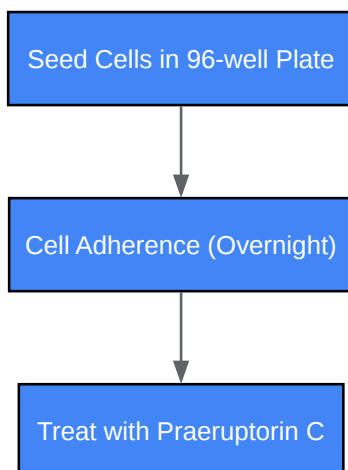 Seed Cells in 96-well Plate
Cell Adherence (Overnight)
Treat with Praeruptorin C